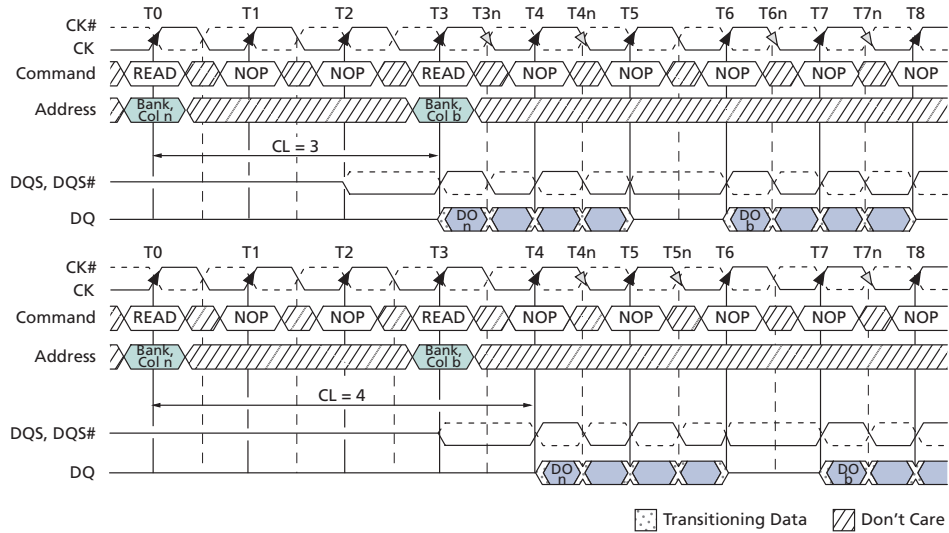 T0 T1 T2 T3 T3n T4 T4n T5 T6 T6n T7 T7n T8
CK#
CK
Command READ NOP NOP READ NOP NOP NOP NOP NOP
Address Bank, Col n Bank, Col b
CL = 3
DQS, DQS#
DQ DO n DO b
T0 T1 T2 T3 T4 T4n T5 T5n T6 T7 T7n T8
CK#
CK
Command READ NOP NOP READ NOP NOP NOP NOP NOP
Address Bank, Col n Bank, Col b
CL = 4
DQS, DQS#
DQ DO n DO b
Transitioning Data Don't Care